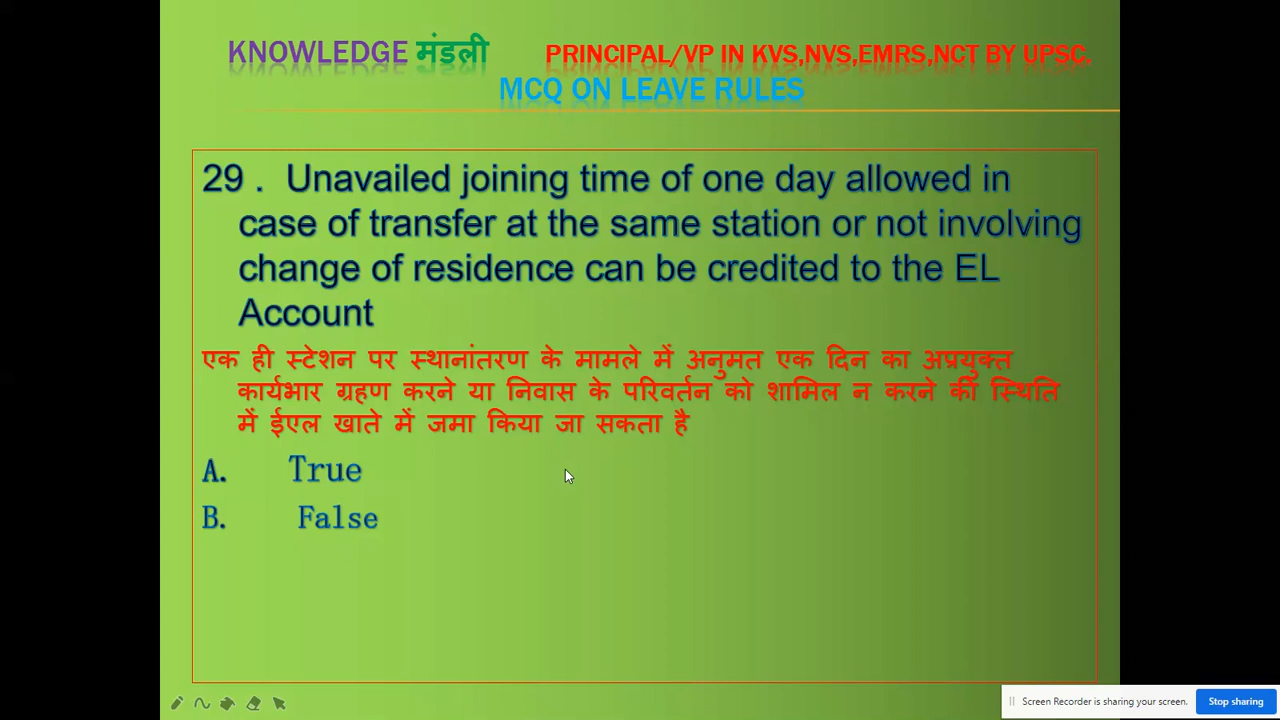 KNOWLEDGE मंडली PRINCIPAL/VP IN KVS,NVS,EMRS,NCT BY UPSC.
MCQ ON LEAVE RULES
29 . Unavailed joining time of one day allowed in
case of transfer at the same station or not involving
change of residence can be credited to the EL
Account
एक ही स्टेशन पर स्थानांतरण के मामले में अनुमत एक दिन का अप्रयुक्त
कार्यभार ग्रहण करने या निवास के परिवर्तन को शामिल न करने की स्थिति
में ईएल खाते में जमा किया जा सकता है
A. True
B. False
Screen Recorder is sharing your screen. Stop sharing